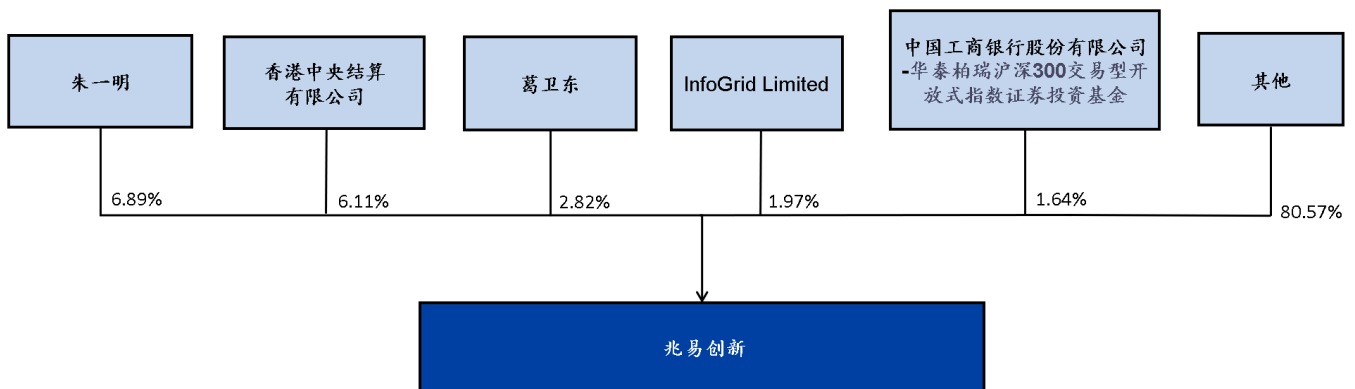 朱一明
香港中央结算
有限公司
葛卫东
InfoGrid Limited
中国工商银行股份有限公司
-华泰柏瑞沪深300交易型开
放式指数证券投资基金
其他
6.89%
6.11%
2.82%
1.97%
1.64%
80.57%
兆易创新